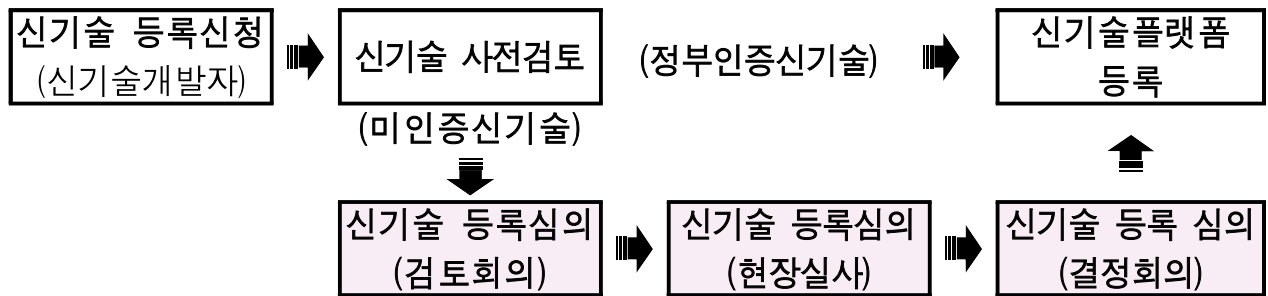 신기술 등록신청
(신기술개발자)
신기술 사전검토
(정부인증신기술)
신기술플랫폼
등록
(미인증신기술)
신기술 등록심의
(검토회의)
신기술 등록심의
(현장실사)
신기술 등록 심의
(결정회의)